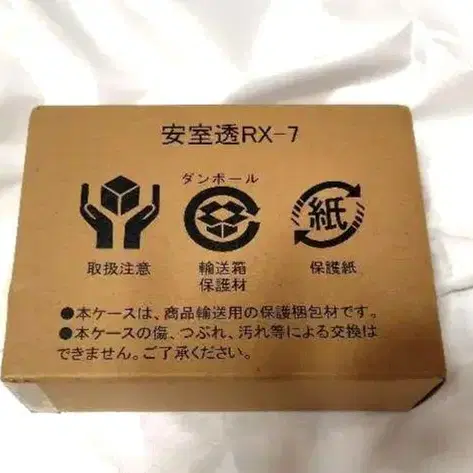 安室透RX-7
ダンボール
取扱注意
輸送箱
保護材
紙
保護紙
●本ケースは、商品輸送用の保護梱包材です。
●本ケースの傷、つぶれ、汚れ等による交換は
できません。ご了承ください。